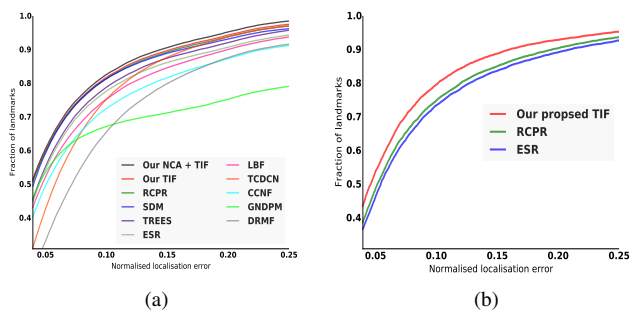 1.0
0.9
0.8
0.7
0.6
0.5
0.4
Fraction of landmarks
Our NCA + TIF
Our TIF
RCPR
SDM
TREES
ESR
LBF
TCDCN
CCNF
GNDPM
DRMF
0.05 0.10 0.15 0.20 0.25
Normalised localisation error
(a)
1.0
0.9
0.8
0.7
0.6
0.5
0.4
Fraction of landmarks
Our propsed TIF
RCPR
ESR
0.05 0.10 0.15 0.20 0.25
Normalised localisation error
(b)